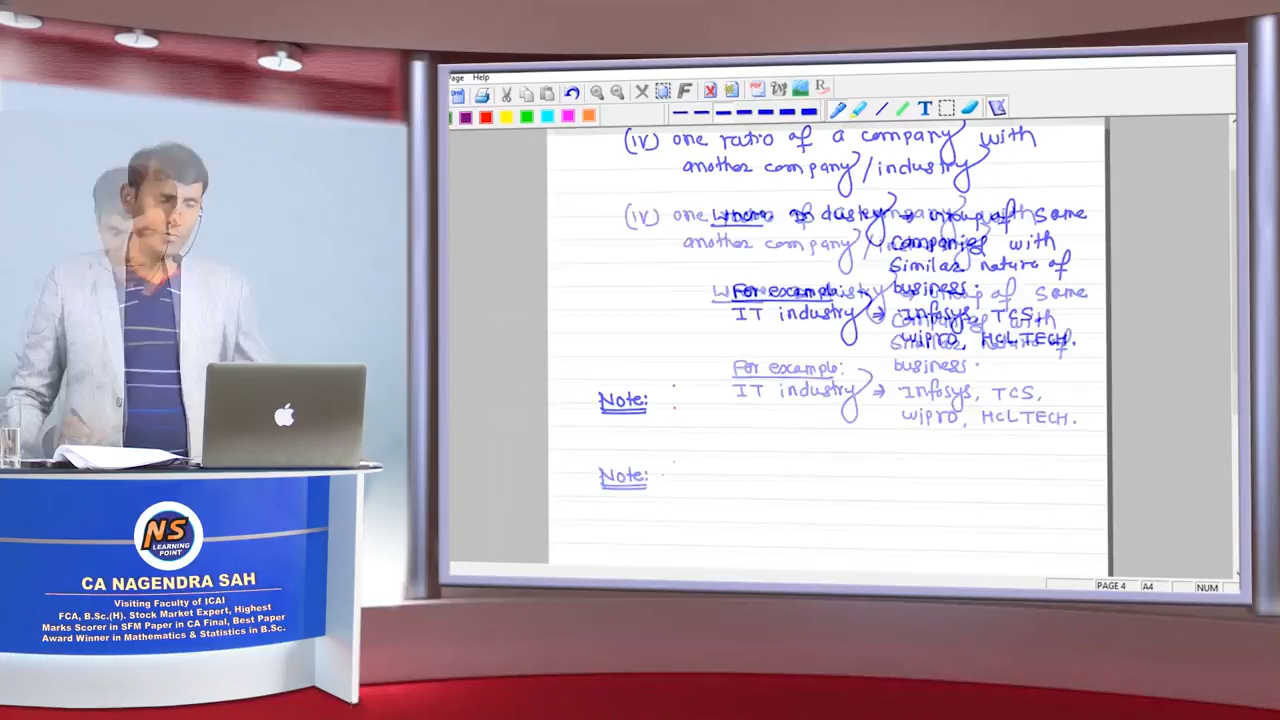 Page Help
(iv) one ratio of a company with
another company/industry
(iv) one
another company
where industry → Group of Same
Companies with
Similar nature of
business.
For example:
IT industry → Infosys, TCS,
Wipro, HCLTECH.
For example:
business.
IT industry → Infosys, TCS,
Wipro, HCLTECH.
Note:
Note:
PAGE 4 A4 NUM
NS
LEARNING
POINT
CA NAGENDRA SAH
Visiting Faculty of ICAI
FCA, B.Sc.(H). Stock Market Expert, Highest
Marks Scorer in SFM Paper in CA Final, Best Paper
Award Winner in Mathematics & Statistics in B.Sc.